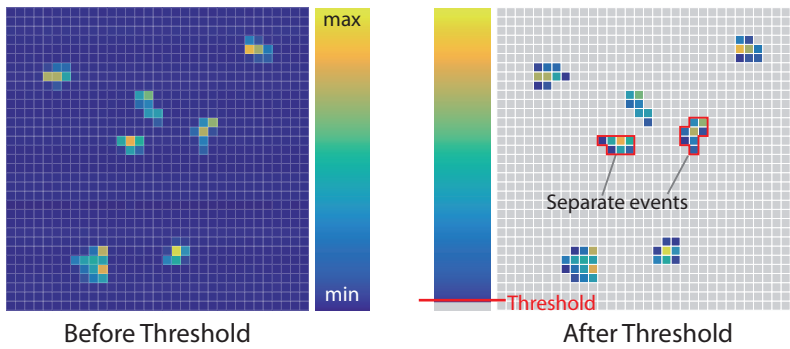 max
min
Separate events
Threshold
Before Threshold
After Threshold